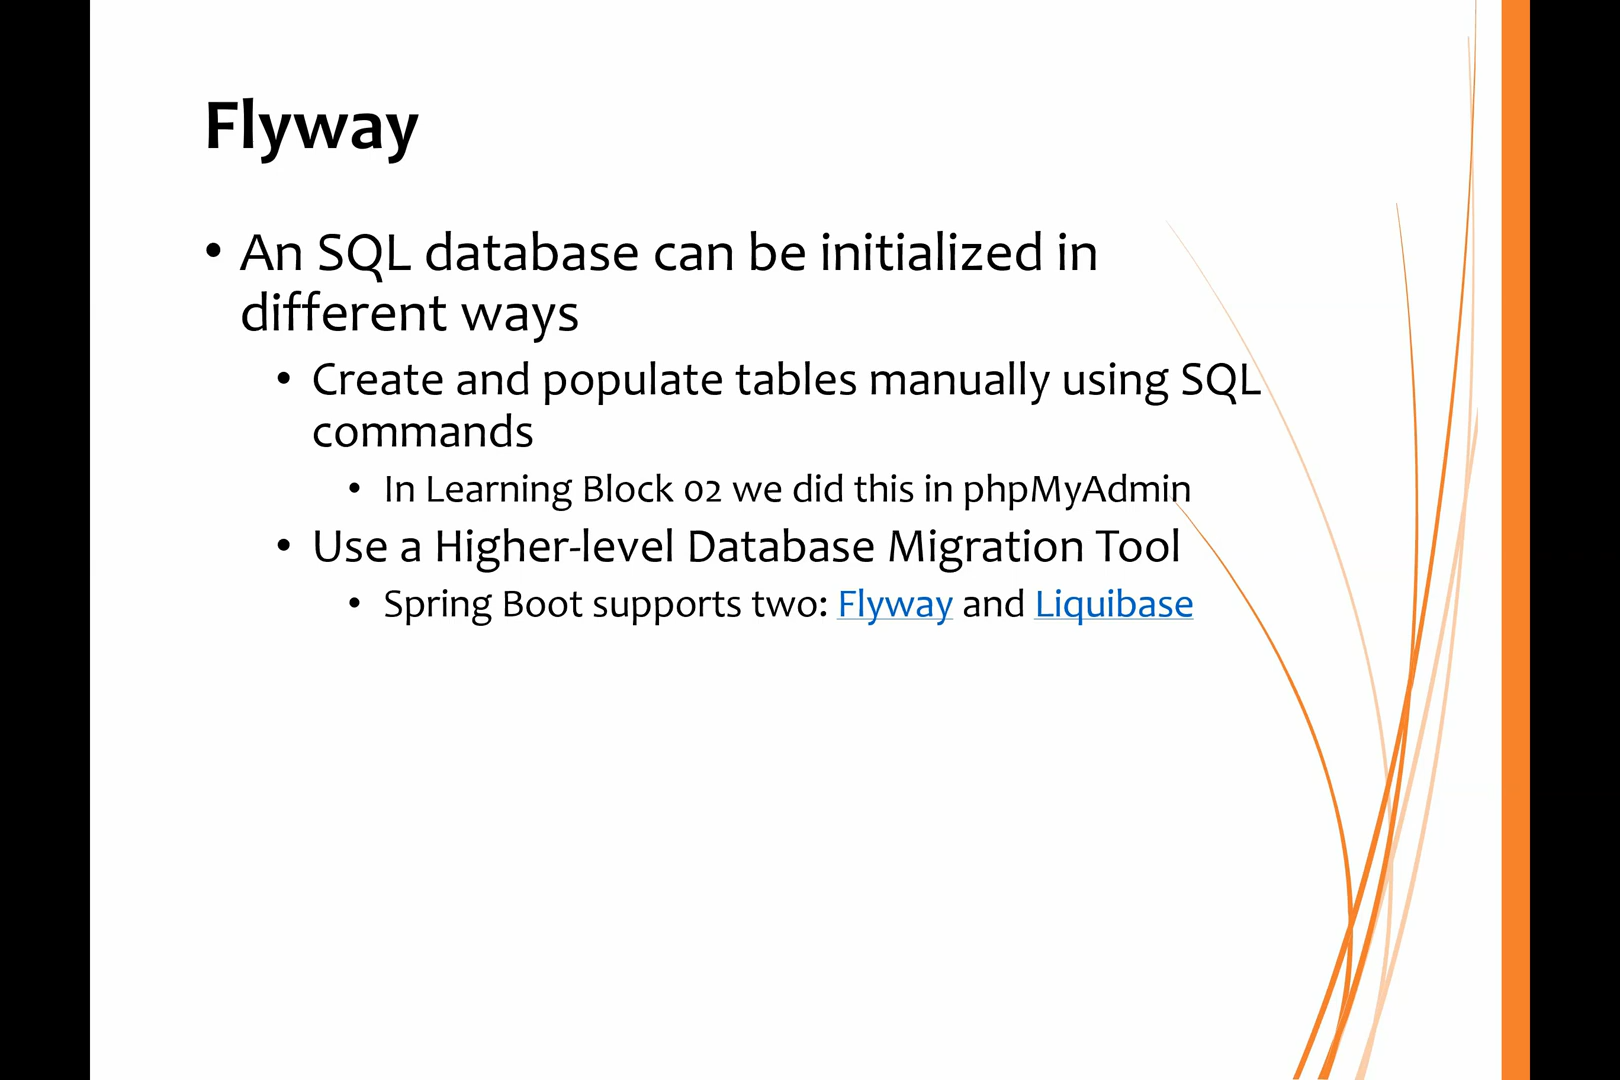 Flyway
• An SQL database can be initialized in
different ways
• Create and populate tables manually using SQL
commands
• In Learning Block 02 we did this in phpMyAdmin
• Use a Higher-level Database Migration Tool
• Spring Boot supports two: Flyway and Liquibase